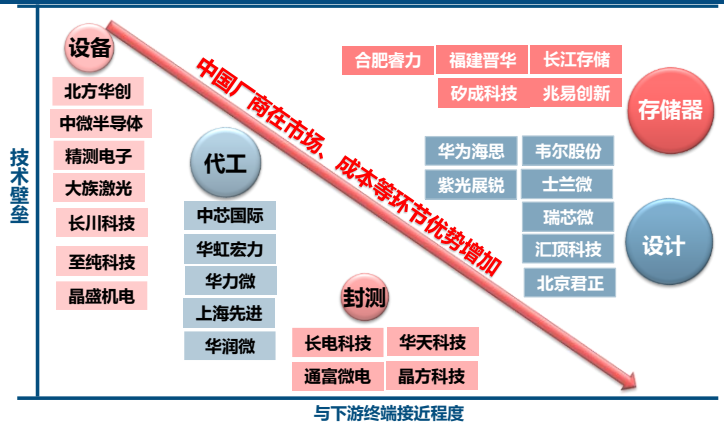 技术壁垒
设备
北方华创
中微半导体
精测电子
大族激光
长川科技
至纯科技
晶盛机电
代工
中芯国际
华虹宏力
华力微
上海先进
华润微
封测
长电科技 华天科技
通富微电 晶方科技
中国厂商在市场、成本等环节优势增加
合肥睿力 福建晋华 长江存储
矽成科技 兆易创新
存储器
华为海思 韦尔股份
紫光展锐 士兰微
瑞芯微
汇顶科技
北京君正
设计
与下游终端接近程度